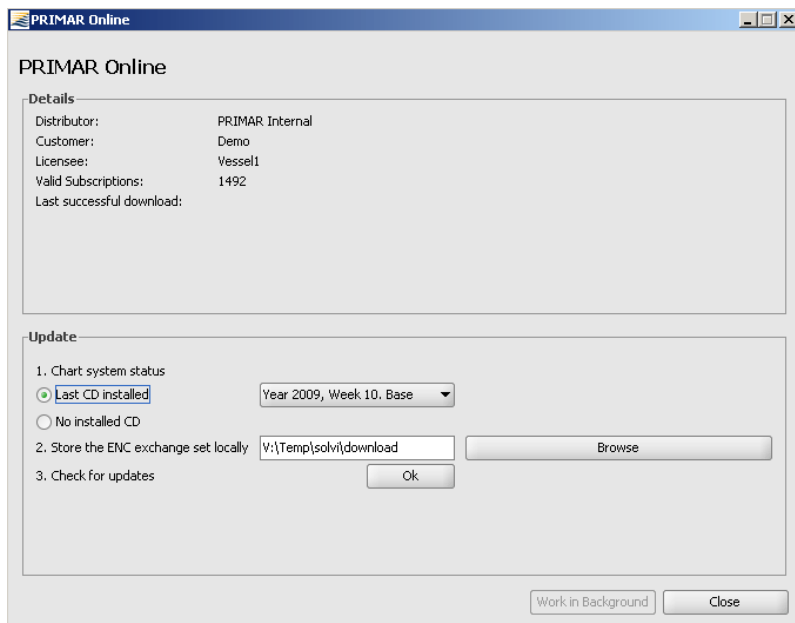 PRIMAR Online
PRIMAR Online
Details
Distributor: PRIMAR Internal
Customer: Demo
Licensee: Vessel1
Valid Subscriptions: 1492
Last successful download:
Update
1. Chart system status
Last CD installed Year 2009, Week 10. Base
No installed CD
2. Store the ENC exchange set locally V:\Temp\solvi\download Browse
3. Check for updates Ok
Work in Background Close